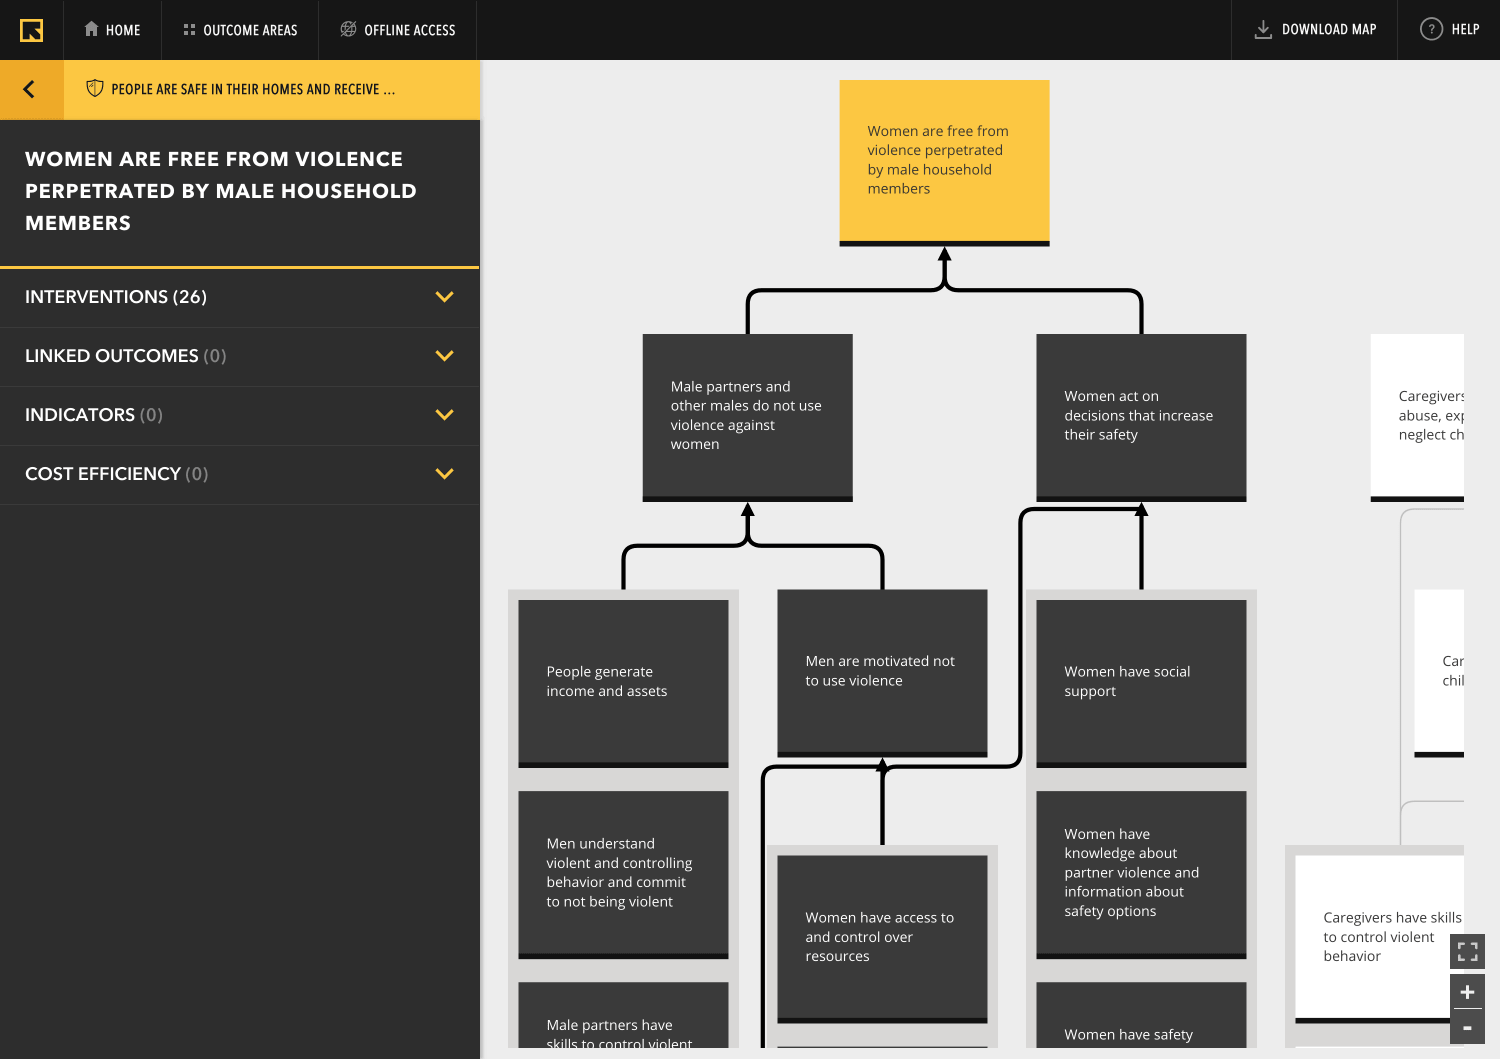 HOME
OUTCOME AREAS
OFFLINE ACCESS
DOWNLOAD MAP
? HELP
PEOPLE ARE SAFE IN THEIR HOMES AND RECEIVE ...
WOMEN ARE FREE FROM VIOLENCE
PERPETRATED BY MALE HOUSEHOLD
MEMBERS
INTERVENTIONS (26)
LINKED OUTCOMES (0)
INDICATORS (0)
COST EFFICIENCY (0)
Women are free from
violence perpetrated
by male household
members
Male partners and
other males do not use
violence against
women
Women act on
decisions that increase
their safety
Caregivers
abuse,
neglect
People generate
income and assets
Men are motivated not
to use violence
Women have social
support
Men understand
violent and controlling
behavior and commit
to not being violent
Women have access to
and control over
resources
Women have
knowledge about
partner violence and
information about
safety options
Caregivers have skills
to control violent
behavior
Male partners have
skills to control violent
Women have safety
+
-